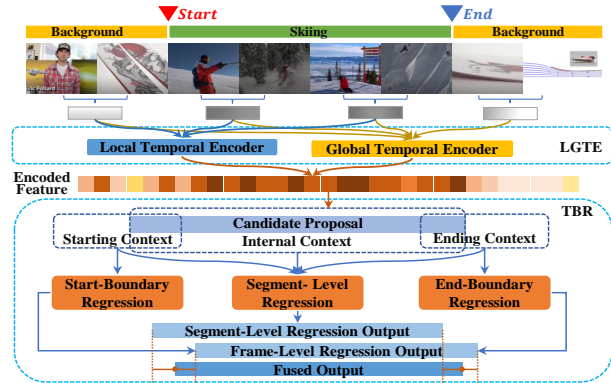 Start
End
Background
Skiing
Background
Eric Pollard
Local Temporal Encoder
Global Temporal Encoder
LGTE
Encoded
Feature
TBR
Candidate Proposal
Starting Context
Internal Context
Ending Context
Start-Boundary
Regression
Segment- Level
Regression
End-Boundary
Regression
Segment-Level Regression Output
Frame-Level Regression Output
Fused Output